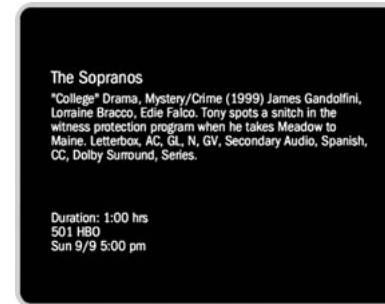 The Sopranos
"College" Drama, Mystery/Crime (1999) James Gandolfini,
Lorraine Bracco, Edie Falco. Tony spots a snitch in the
witness protection program when he takes Meadow to
Maine. Letterbox, AC, GL, N, GV, Secondary Audio, Spanish,
CC, Dolby Surround, Series.
Duration: 1:00 hrs
501 HBO
Sun 9/9 5:00 pm